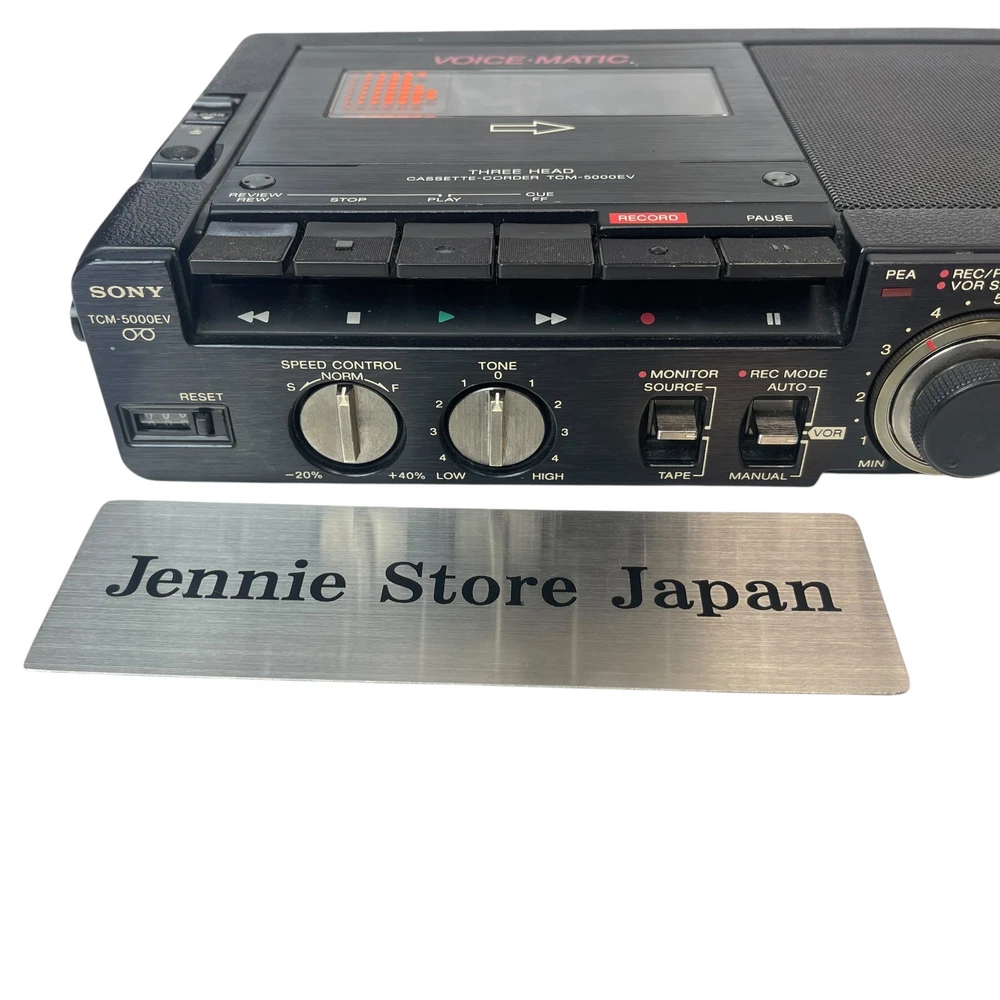 VOICE·MATIC
THREE HEAD
CASSETTE-CORDER TCM-5000EV
REVIEW
REW
STOP
PLAY
CUE
FF
RECORD
PAUSE
SONY
TCM-5000EV
RESET
SPEED CONTROL
NORM
S F
-20% +40%
TONE
0
1 1
2 2
3 3
4 4
LOW HIGH
MONITOR
SOURCE
TAPE
REC MODE
AUTO
VOR
MANUAL
PEA
REC/P
VOR S
5
4
3
2
1
MIN
Jennie Store Japan